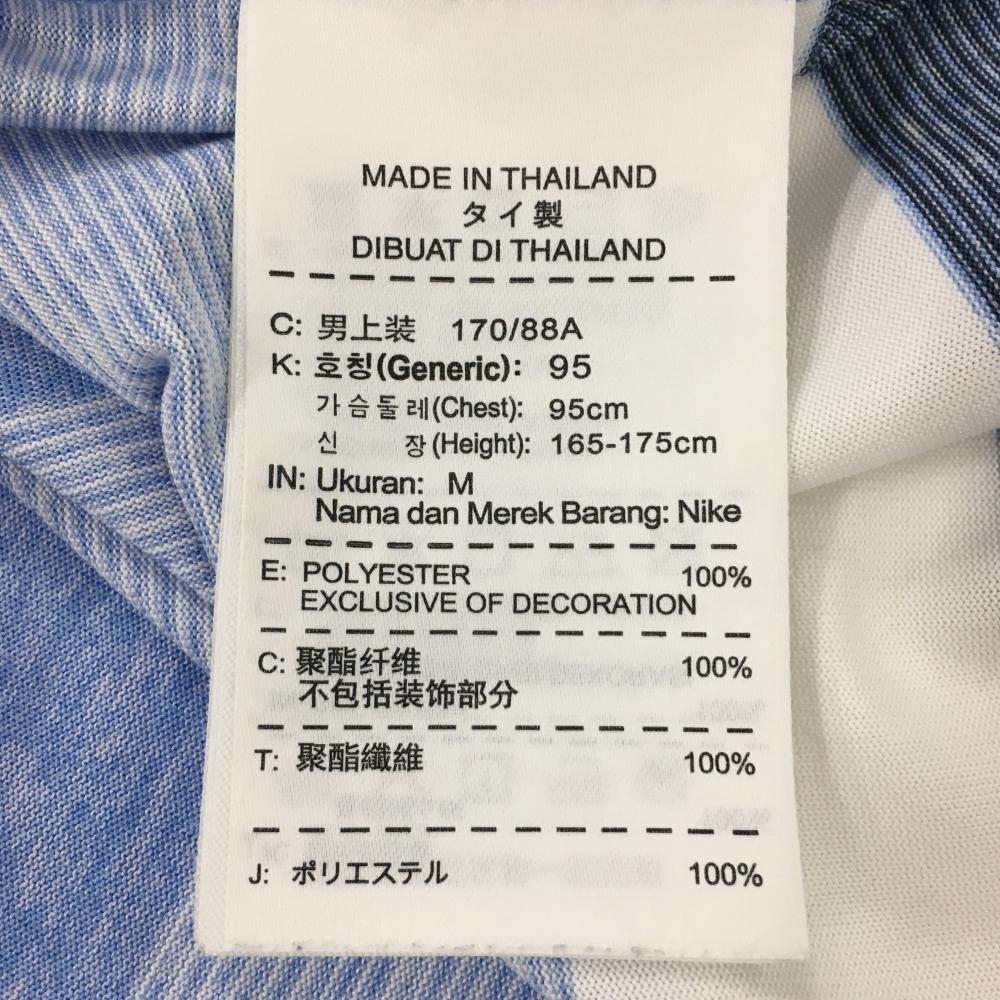 MADE IN THAILAND
タイ製
DIBUAT DI THAILAND
C: 男上装 170/88A
K: 호칭(Generic): 95
가슴둘레(Chest): 95cm
신 장(Height): 165-175cm
IN: Ukuran: M
Nama dan Merek Barang: Nike
E: POLYESTER 100%
EXCLUSIVE OF DECORATION
C: 聚酯纤维 100%
不包括装饰部分
T: 聚酯纖維 100%
J: ポリエステル 100%